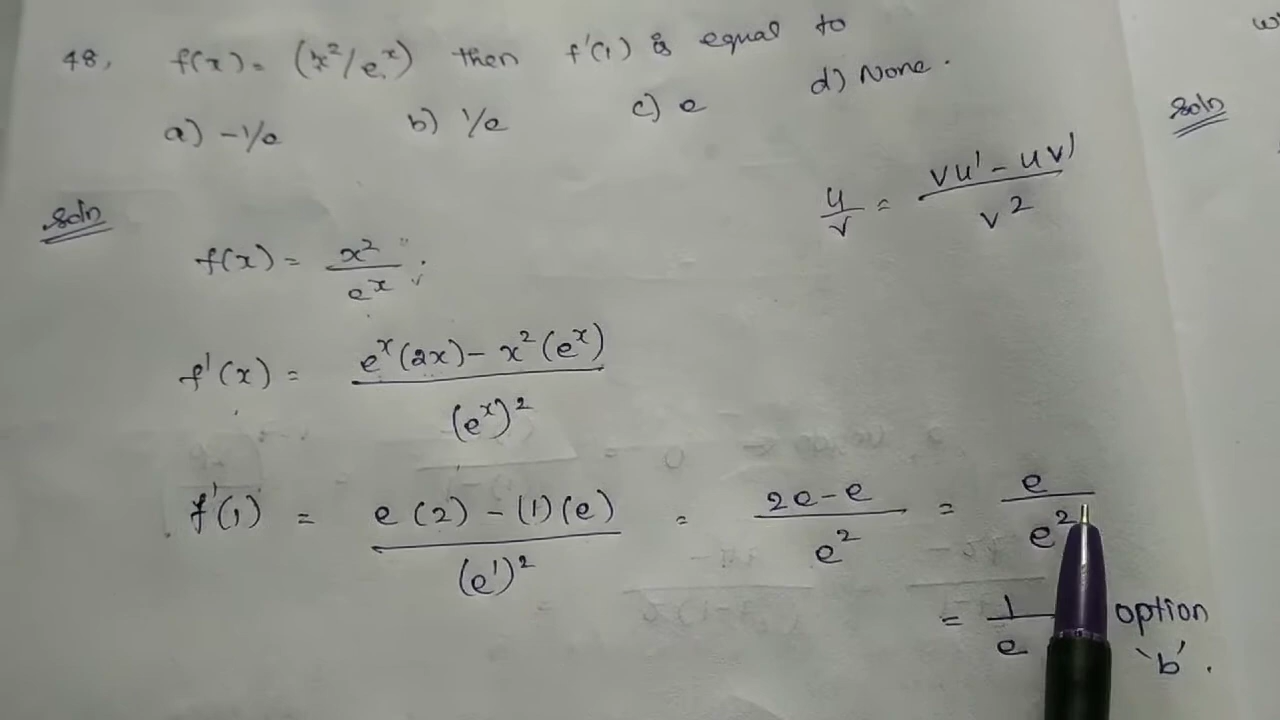 48, f(x) = (x²/eˣ) then f'(1) is equal to
a) -1/e b) 1/e c) e d) None.
Soln
Soln
u/v = (vu' - uv')/v²
f(x) = x²/eˣ ;
f'(x) = (eˣ(2x) - x²(eˣ))/(eˣ)²
f'(1) = (e(2) - (1)(e))/(e¹)² = (2e-e)/e² = e/e²
= 1/e option
`b'.